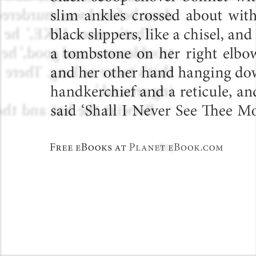 slim ankles crossed about with
black slippers, like a chisel, and
a tombstone on her right elbow
and her other hand hanging dow
handkerchief and a reticule, and
said ‘Shall I Never See Thee Mo
Free eBooks at Planet eBook.com